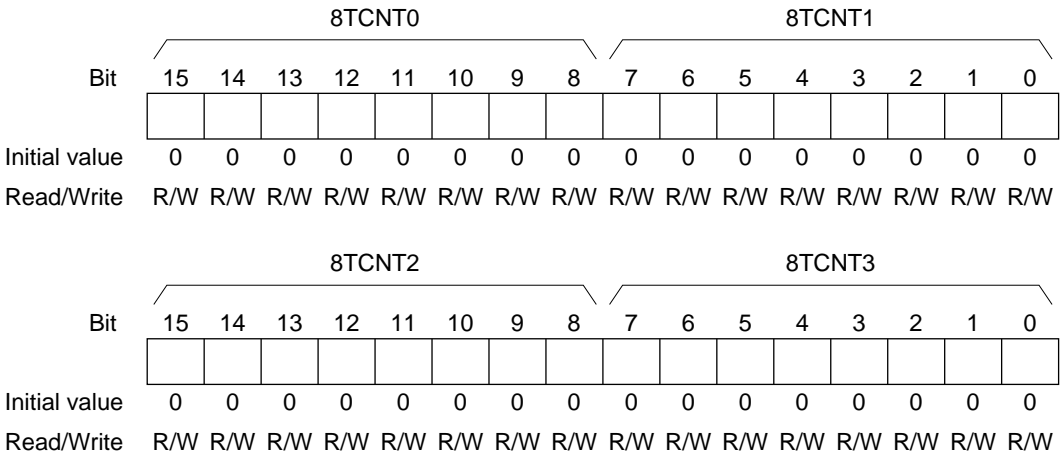 8TCNT0 8TCNT1
Bit 15 14 13 12 11 10 9 8 7 6 5 4 3 2 1 0
Initial value 0 0 0 0 0 0 0 0 0 0 0 0 0 0 0 0
Read/Write R/W R/W R/W R/W R/W R/W R/W R/W R/W R/W R/W R/W R/W R/W R/W R/W
8TCNT2 8TCNT3
Bit 15 14 13 12 11 10 9 8 7 6 5 4 3 2 1 0
Initial value 0 0 0 0 0 0 0 0 0 0 0 0 0 0 0 0
Read/Write R/W R/W R/W R/W R/W R/W R/W R/W R/W R/W R/W R/W R/W R/W R/W R/W